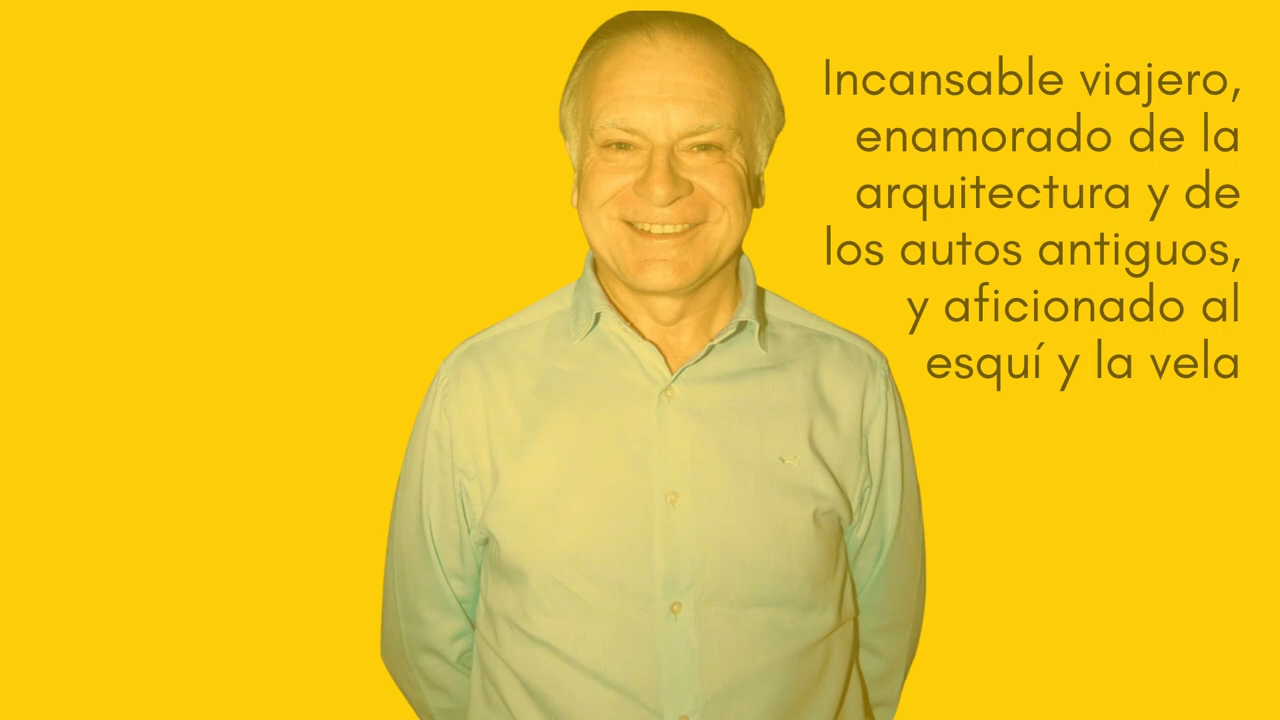 Incansable viajero,
enamorado de la
arquitectura y de
los autos antiguos,
y aficionado al
esquí y la vela